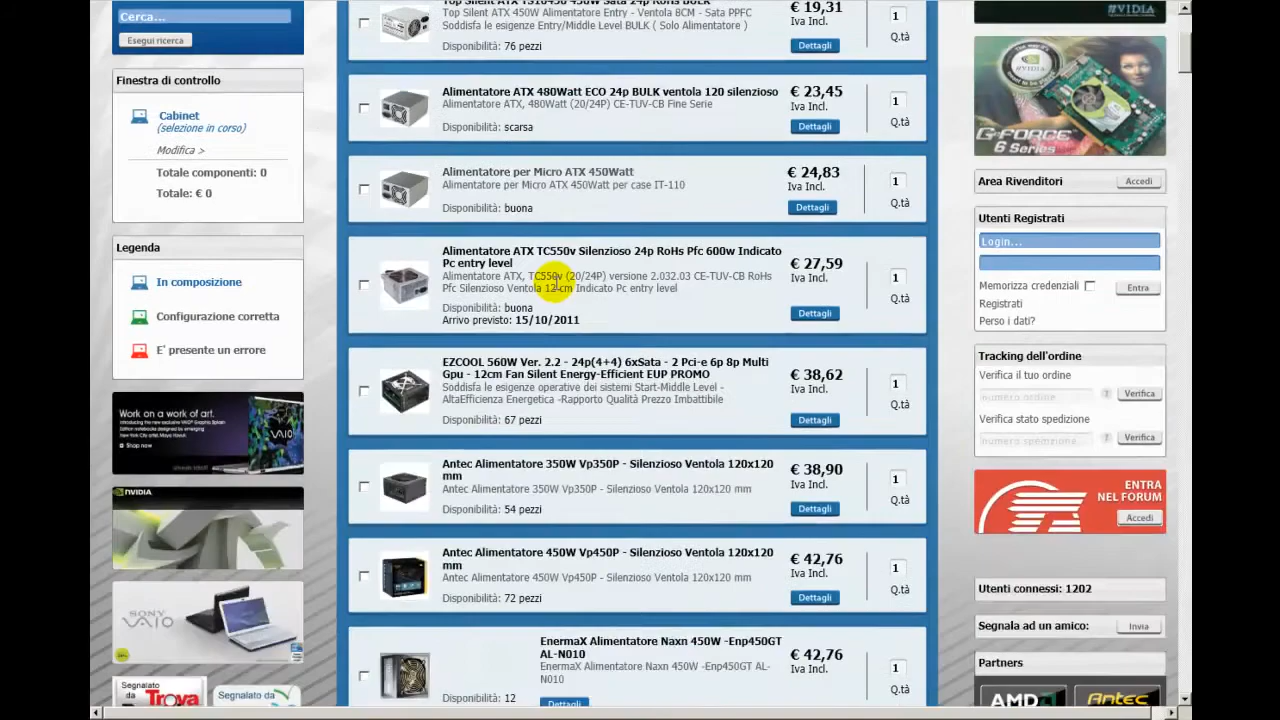 Cerca...
Esegui ricerca
Finestra di controllo
Cabinet
(selezione in corso)
Modifica >
Totale componenti: 0
Totale: € 0
Legenda
In composizione
Configurazione corretta
E' presente un errore
Work on a work of art.
VAIO
Shop now
NVIDIA
SONY
VAIO
Segnalato
da
Trova
Segnalato da
Top Silent ATX 450W Alimentatore Entry - Ventola 8CM - Sata PPFC
Soddisfa le esigenze Entry/Middle Level BULK ( Solo Alimentatore )
Disponibilità: 76 pezzi
€ 19,31
Iva Incl.
Dettagli
1
Q.tà
Alimentatore ATX 480Watt ECO 24p BULK ventola 120 silenzioso
Alimentatore ATX, 480Watt (20/24P) CE-TUV-CB Fine Serie
Disponibilità: scarsa
€ 23,45
Iva Incl.
Dettagli
1
Q.tà
Alimentatore per Micro ATX 450Watt
Alimentatore per Micro ATX 450Watt per case IT-110
Disponibilità: buona
€ 24,83
Iva Incl.
Dettagli
1
Q.tà
Alimentatore ATX TC550v Silenzioso 24p RoHs Pfc 600w Indicato
Pc entry level
Alimentatore ATX, TC550v (20/24P) versione 2.032.03 CE-TUV-CB RoHs
Pfc Silenzioso Ventola 12 cm Indicato Pc entry level
Disponibilità: buona
Arrivo previsto: 15/10/2011
€ 27,59
Iva Incl.
Dettagli
1
Q.tà
EZCOOL 560W Ver. 2.2 - 24p(4+4) 6xSata - 2 Pci-e 6p 8p Multi
Gpu - 12cm Fan Silent Energy-Efficient EUP PROMO
Soddisfa le esigenze operative dei sistemi Start-Middle Level -
AltaEfficienza Energetica -Rapporto Qualità Prezzo Imbattibile
Disponibilità: 67 pezzi
€ 38,62
Iva Incl.
Dettagli
1
Q.tà
Antec Alimentatore 350W Vp350P - Silenzioso Ventola 120x120
mm
Antec Alimentatore 350W Vp350P - Silenzioso Ventola 120x120 mm
Disponibilità: 54 pezzi
€ 38,90
Iva Incl.
Dettagli
1
Q.tà
Antec Alimentatore 450W Vp450P - Silenzioso Ventola 120x120
mm
Antec Alimentatore 450W Vp450P - Silenzioso Ventola 120x120 mm
Disponibilità: 72 pezzi
€ 42,76
Iva Incl.
Dettagli
1
Q.tà
EnermaX Alimentatore Naxn 450W -Enp450GT
AL-N010
EnermaX Alimentatore Naxn 450W -Enp450GT AL-
N010
Disponibilità: 12
€ 42,76
Iva Incl.
Dettagli
1
Q.tà
NVIDIA
NVIDIA
G-FORCE
6 Series
Area Rivenditori
Accedi
Utenti Registrati
Login...
Memorizza credenziali
Entra
Registrati
Perso i dati?
Tracking dell'ordine
Verifica il tuo ordine
numero ordine
?
Verifica
Verifica stato spedizione
numero spedizione...
?
Verifica
ENTRA
NEL FORUM
Accedi
Utenti connessi: 1202
Segnala ad un amico:
Invia
Partners
AMD
Antec